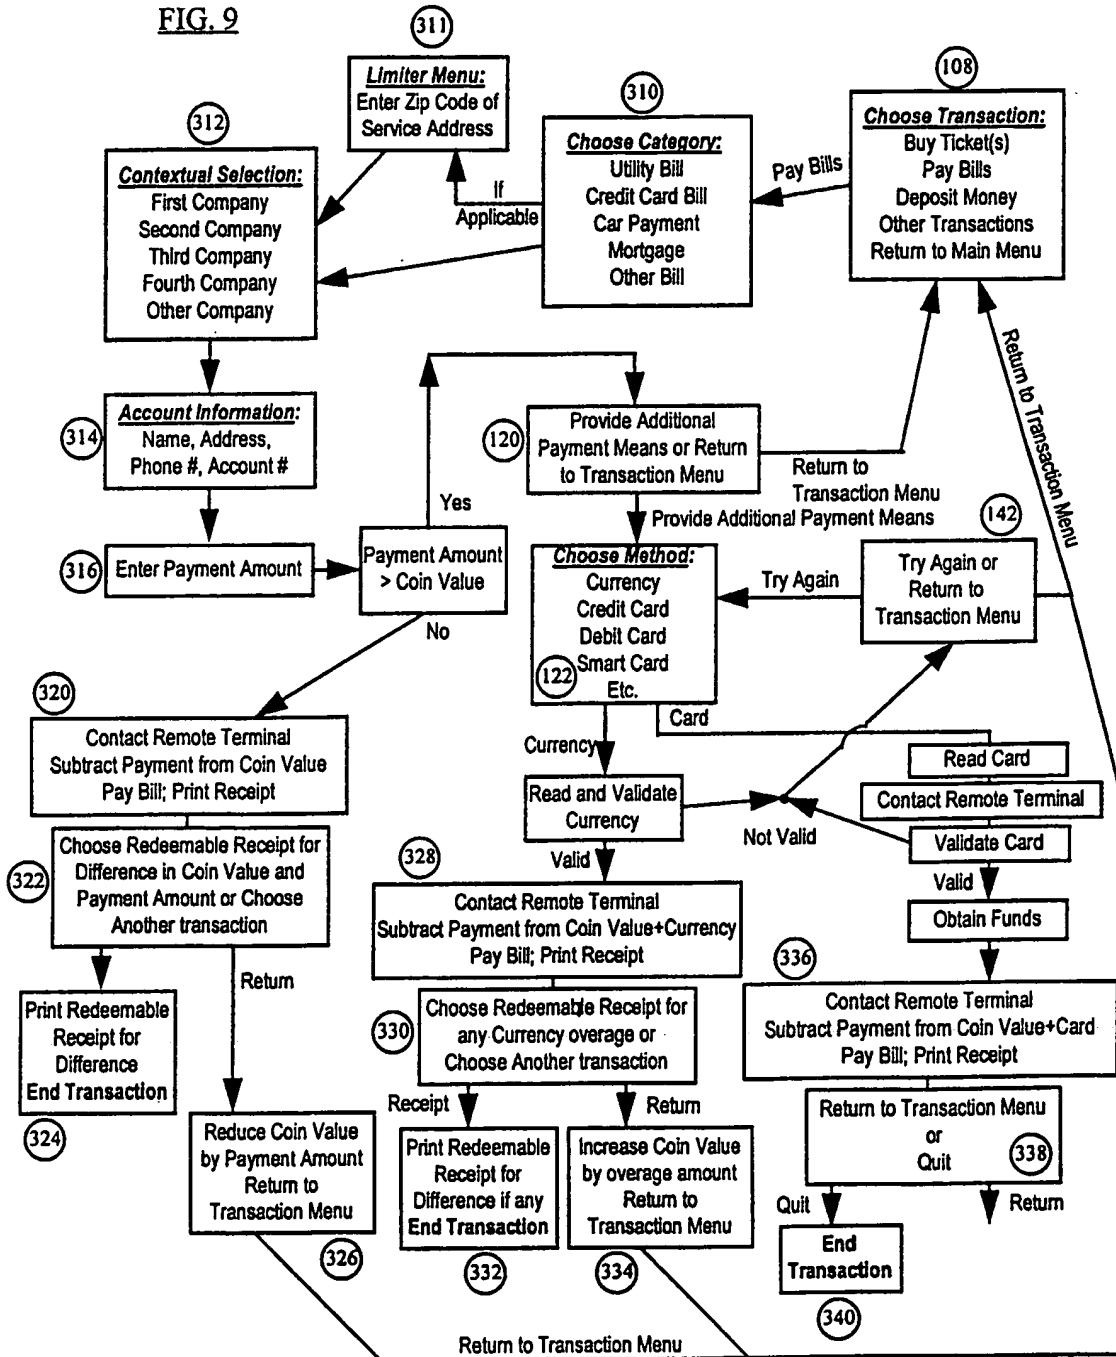 FIG. 9
311
Limiter Menu:
Enter Zip Code of
Service Address
312
Contextual Selection:
First Company
Second Company
Third Company
Fourth Company
Other Company
310
Choose Category:
Utility Bill
Credit Card Bill
Car Payment
Mortgage
Other Bill
If
Applicable
108
Choose Transaction:
Buy Ticket(s)
Pay Bills
Deposit Money
Other Transactions
Return to Main Menu
Pay Bills
314
Account Information:
Name, Address,
Phone #, Account #
316
Enter Payment Amount
Payment Amount
> Coin Value
Yes
No
120
Provide Additional
Payment Means or Return
to Transaction Menu
Return to
Transaction Menu
Provide Additional Payment Means
Return to Transaction Menu
142
Try Again or
Return to
Transaction Menu
Try Again
Choose Method:
Currency
Credit Card
Debit Card
Smart Card
Etc.
122
Card
Currency
Read Card
Contact Remote Terminal
Validate Card
Not Valid
Valid
Obtain Funds
Read and Validate
Currency
Valid
320
Contact Remote Terminal
Subtract Payment from Coin Value
Pay Bill; Print Receipt
322
Choose Redeemable Receipt for
Difference in Coin Value and
Payment Amount or Choose
Another transaction
Return
Print Redeemable
Receipt for
Difference
End Transaction
324
Reduce Coin Value
by Payment Amount
Return to
Transaction Menu
326
328
Contact Remote Terminal
Subtract Payment from Coin Value+Currency
Pay Bill; Print Receipt
330
Choose Redeemable Receipt for
any Currency overage or
Choose Another transaction
Receipt
Return
Print Redeemable
Receipt for
Difference if any
End Transaction
332
Increase Coin Value
by overage amount
Return to
Transaction Menu
334
336
Contact Remote Terminal
Subtract Payment from Coin Value+Card
Pay Bill; Print Receipt
Return to Transaction Menu
or
Quit
338
Quit
Return
End
Transaction
340
Return to Transaction Menu